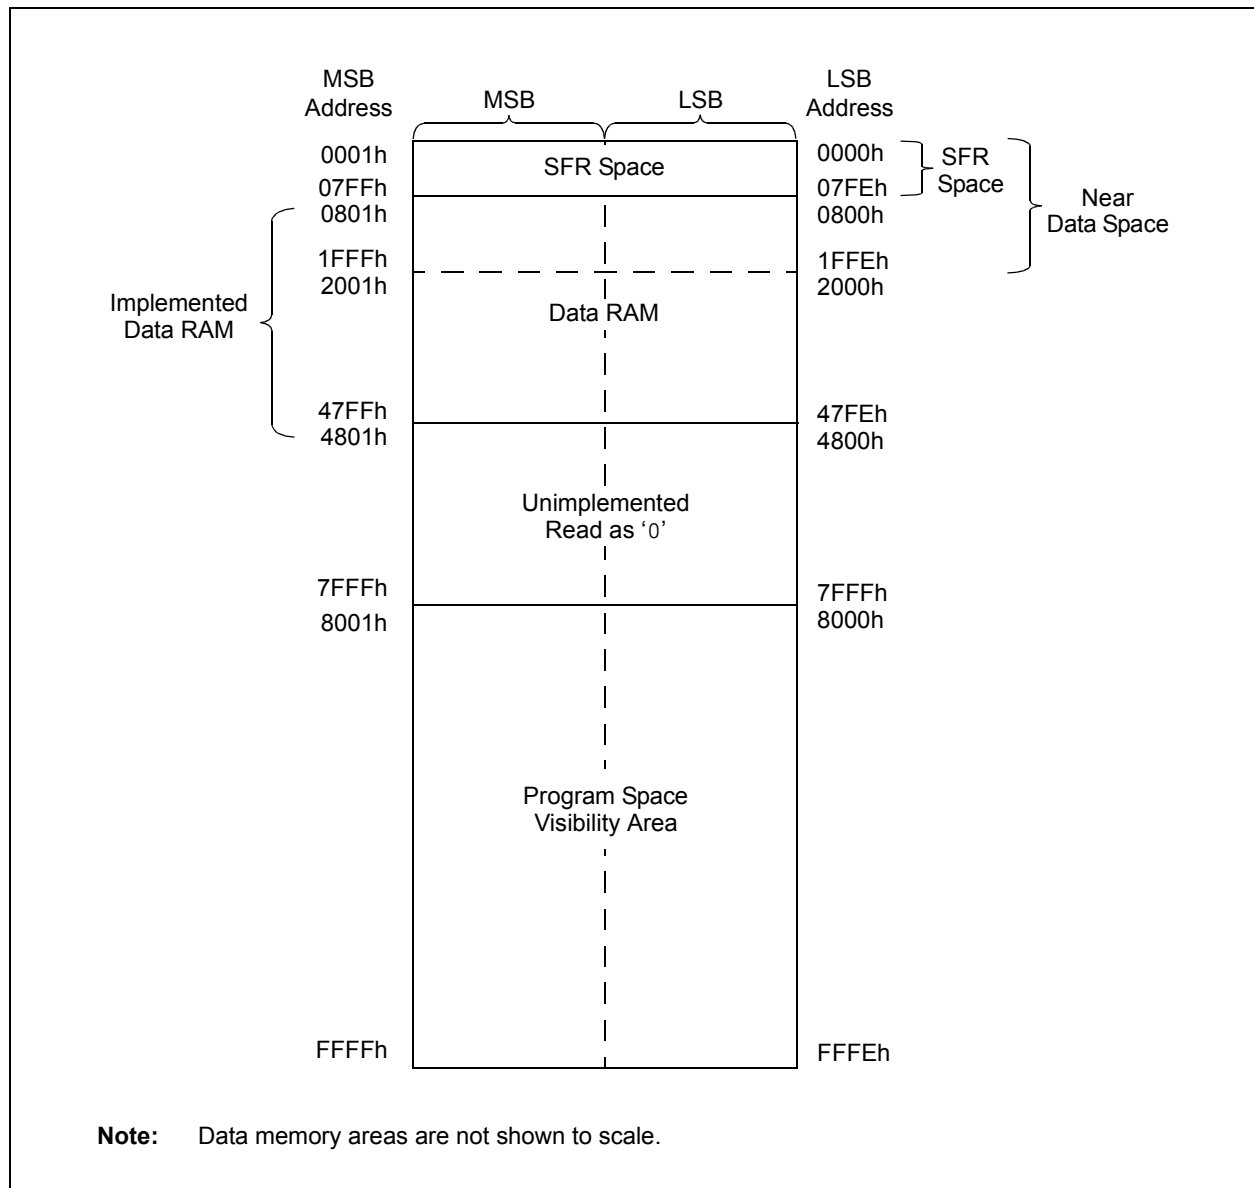 MSB
Address
MSB
LSB
LSB
Address
0001h
SFR Space
0000h
SFR
Space
07FFh
07FEh
0801h
0800h
Near
Data Space
1FFFh
1FFEh
2001h
2000h
Implemented
Data RAM
Data RAM
47FFh
47FEh
4801h
4800h
Unimplemented
Read as ‘0’
7FFFh
7FFFh
8001h
8000h
Program Space
Visibility Area
FFFFh
FFFEh
Note: Data memory areas are not shown to scale.